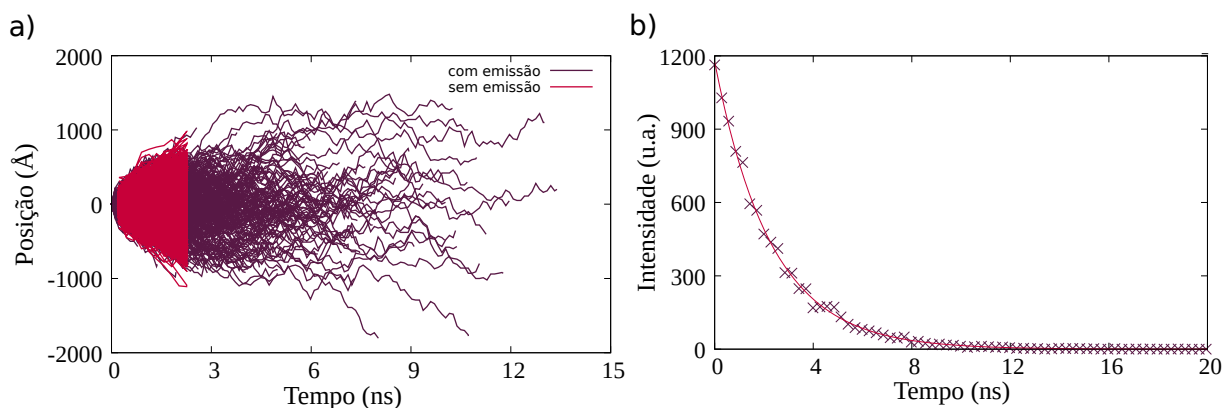 a)
2000
1000
0
-1000
-2000
Posição (Å)
com emissão
sem emissão
0 3 6 9 12 15
Tempo (ns)
b)
1200
900
600
300
0
Intensidade (u.a.)
0 4 8 12 16 20
Tempo (ns)